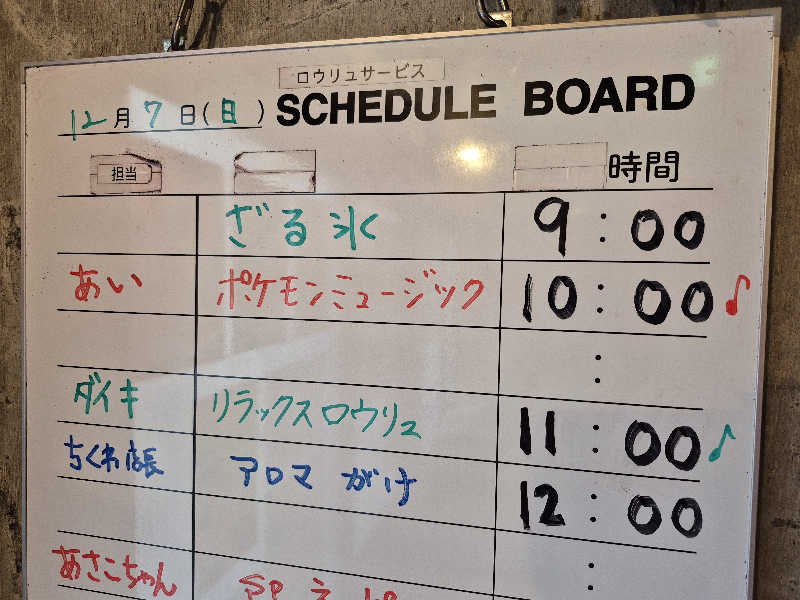 ロウリュサービス
12月7日(日) SCHEDULE BOARD
担当 時間
ざる氷 9:00
あい ポケモンミュージック 10:00♪
:
ダイキ リラックスロウリュ 11:00♪
ちくわ店長 アロマがけ 12:00
:
あさこちゃん